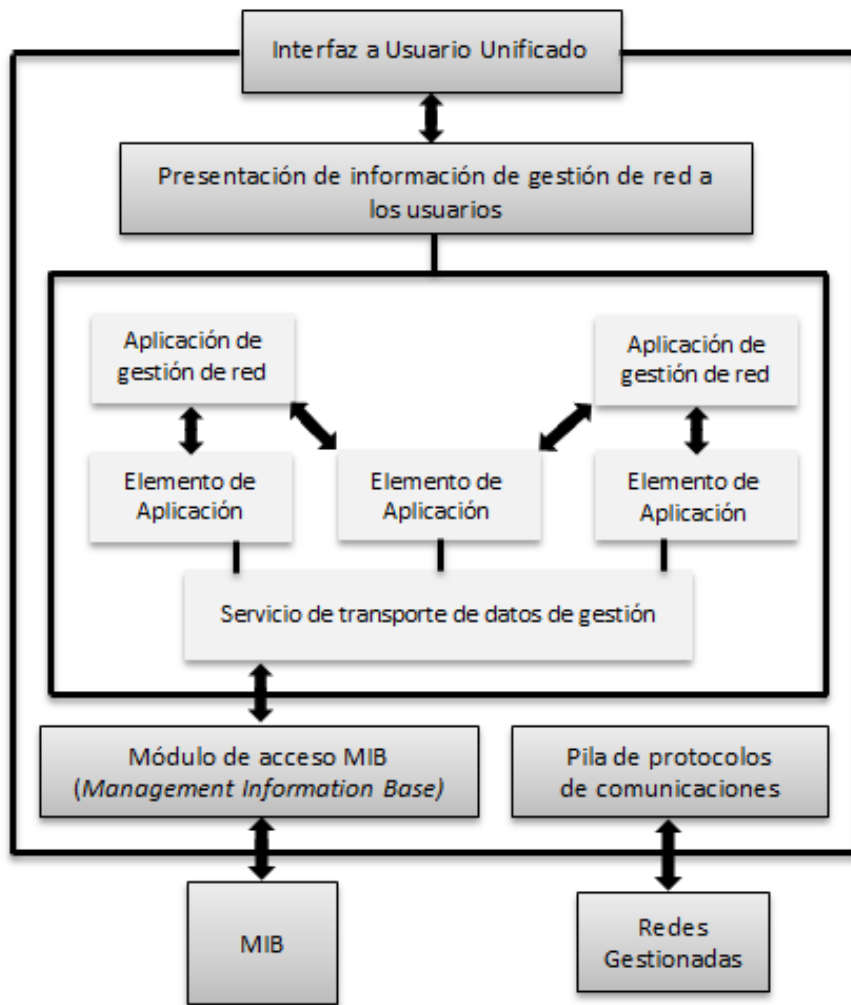 Interfaz a Usuario Unificado
Presentación de información de gestión de red a
los usuarios
Aplicación de
gestión de red
Aplicación de
gestión de red
Elemento de
Aplicación
Elemento de
Aplicación
Elemento de
Aplicación
Servicio de transporte de datos de gestión
Módulo de acceso MIB
(Management Information Base)
Pila de protocolos
de comunicaciones
MIB
Redes
Gestionadas